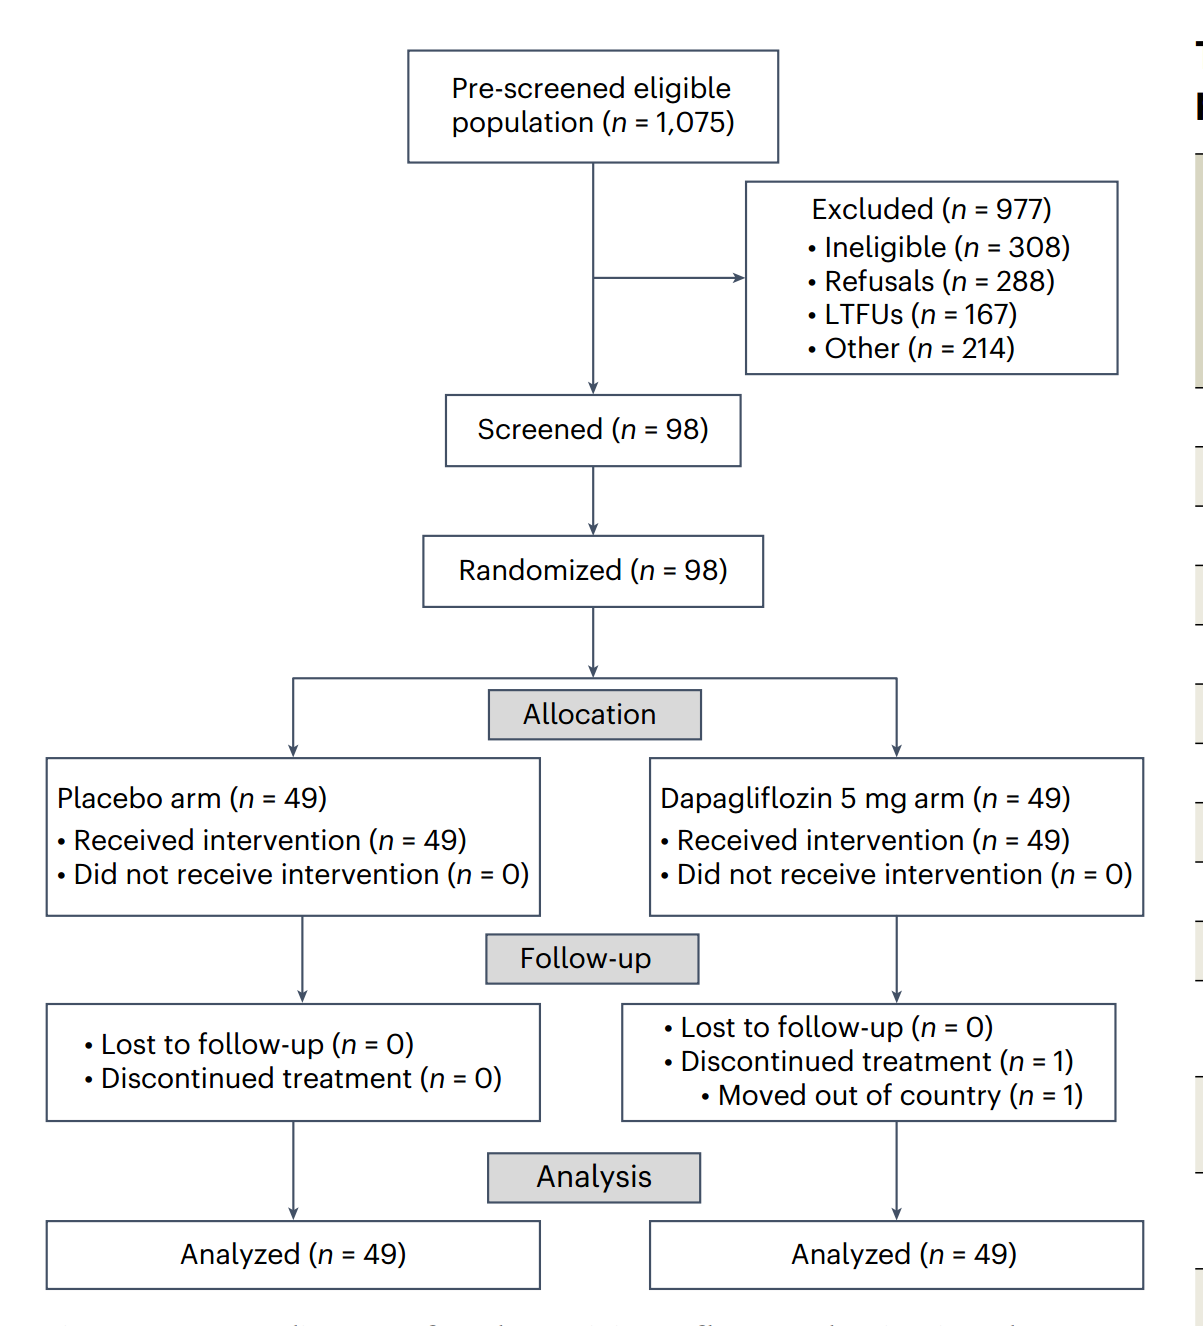 Pre-screened eligible
population (n = 1,075)
Excluded (n = 977)
• Ineligible (n = 308)
• Refusals (n = 288)
• LTFUs (n = 167)
• Other (n = 214)
Screened (n = 98)
Randomized (n = 98)
Allocation
Placebo arm (n = 49)
• Received intervention (n = 49)
• Did not receive intervention (n = 0)
Dapagliflozin 5 mg arm (n = 49)
• Received intervention (n = 49)
• Did not receive intervention (n = 0)
Follow-up
• Lost to follow-up (n = 0)
• Discontinued treatment (n = 0)
• Lost to follow-up (n = 0)
• Discontinued treatment (n = 1)
• Moved out of country (n = 1)
Analysis
Analyzed (n = 49)
Analyzed (n = 49)